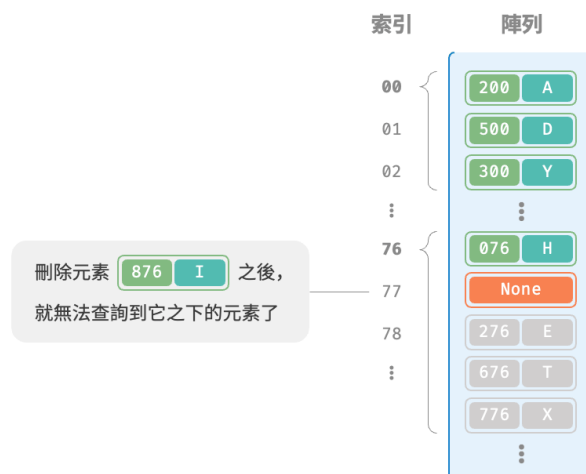 索引 陣列
00 200 A
01 500 D
02 300 Y
76 076 H
刪除元素 876 I 之後，
就無法查詢到它之下的元素了
77 None
78 276 E
676 T
776 X